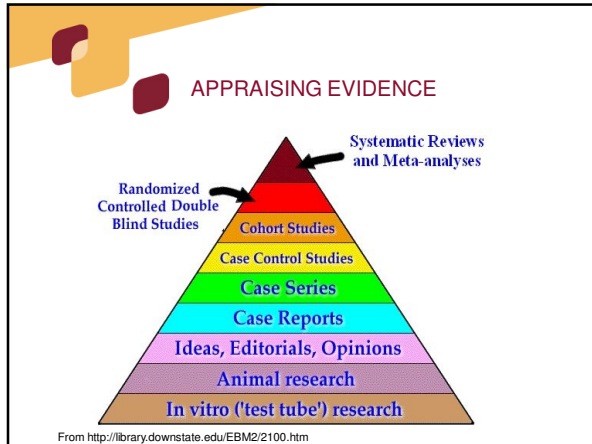 APPRAISING EVIDENCE
Systematic Reviews
and Meta-analyses
Randomized
Controlled Double
Blind Studies
Cohort Studies
Case Control Studies
Case Series
Case Reports
Ideas, Editorials, Opinions
Animal research
In vitro ('test tube') research
From http://library.downstate.edu/EBM2/2100.htm